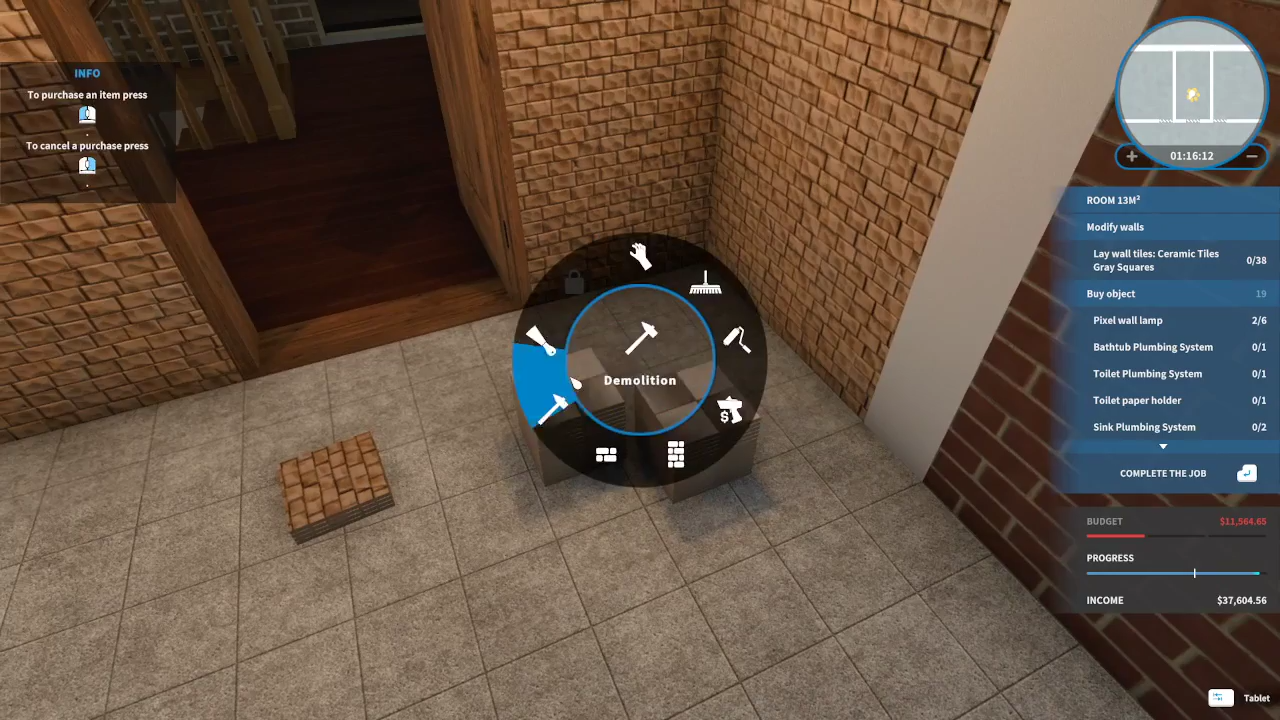 INFO
To purchase an item press
.
To cancel a purchase press
.
Demolition
$
+ 01:16:12 −
ROOM 13M²
Modify walls
Lay wall tiles: Ceramic Tiles
Gray Squares 0/38
Buy object 19
Pixel wall lamp 2/6
Bathtub Plumbing System 0/1
Toilet Plumbing System 0/1
Toilet paper holder 0/1
Sink Plumbing System 0/2
COMPLETE THE JOB
BUDGET $11,564.65
PROGRESS
INCOME $37,604.56
Tablet